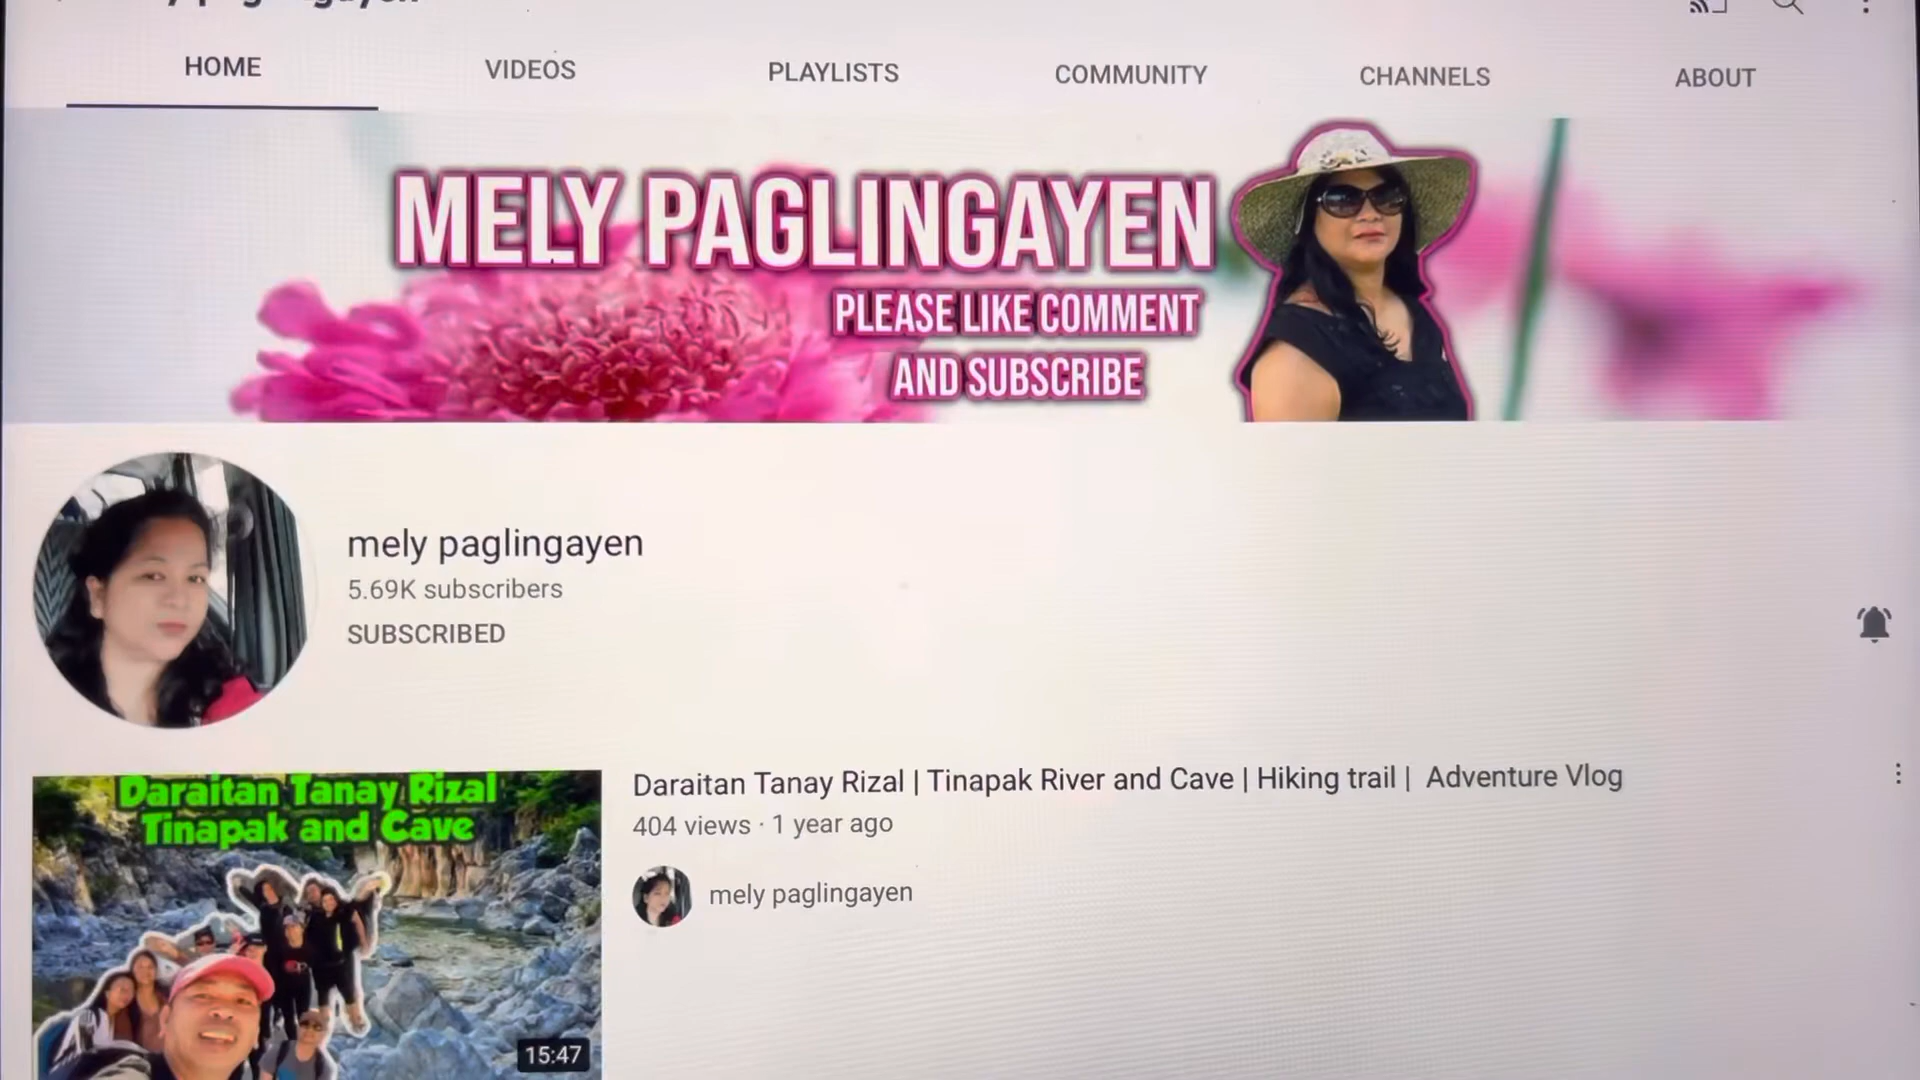 HOME
VIDEOS
PLAYLISTS
COMMUNITY
CHANNELS
ABOUT
MELY PAGLINGAYEN
PLEASE LIKE COMMENT
AND SUBSCRIBE
mely paglingayen
5.69K subscribers
SUBSCRIBED
Daraitan Tanay Rizal
Tinapak and Cave
15:47
Daraitan Tanay Rizal | Tinapak River and Cave | Hiking trail | Adventure Vlog
404 views · 1 year ago
mely paglingayen